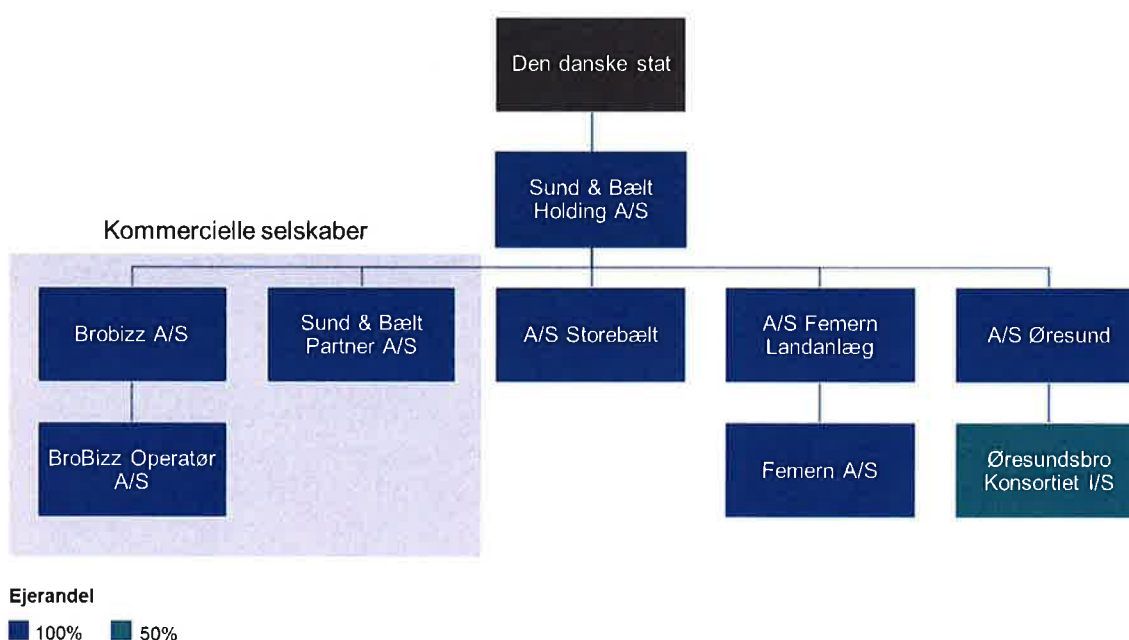 Den danske stat
Sund & Bælt
Holding A/S
Kommercielle selskaber
Brobizz A/S
Sund & Bælt
Partner A/S
A/S Storebælt
A/S Femern
Landanlæg
A/S Øresund
BroBizz Operatør
A/S
Femern A/S
Øresundsbro
Konsortiet I/S
Ejerandel
100%
50%